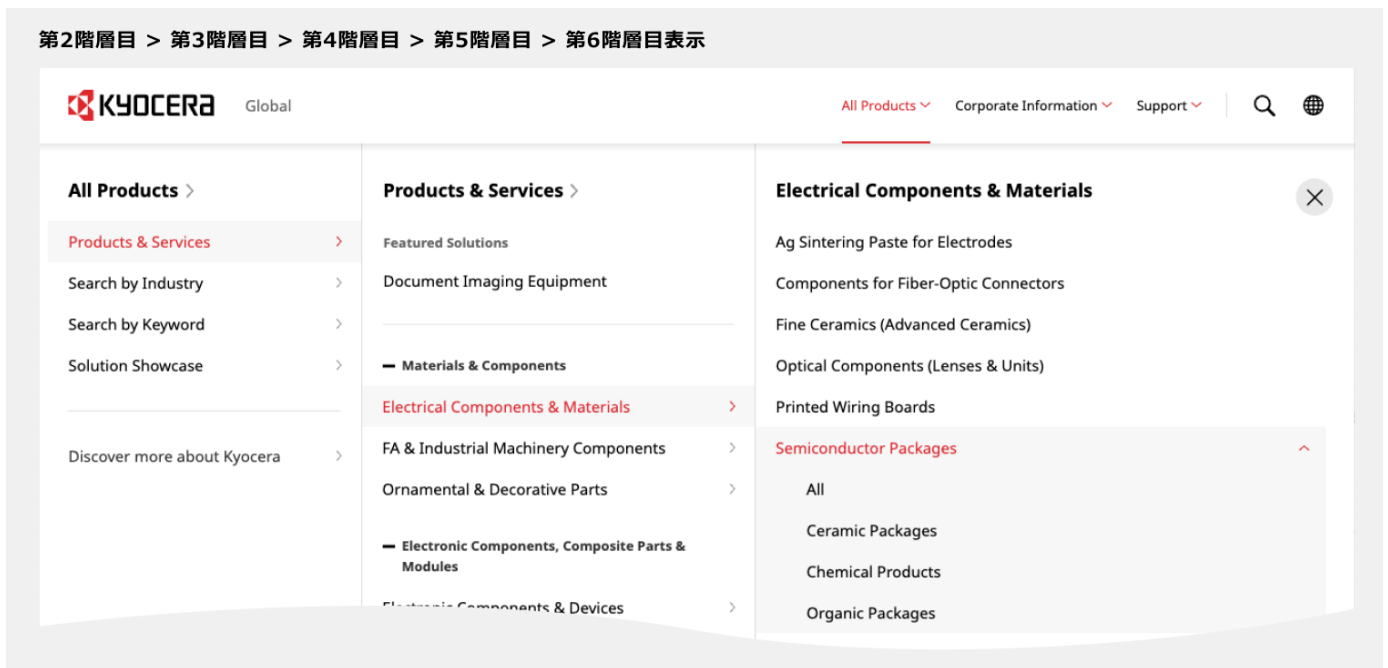 第2階層目 > 第3階層目 > 第4階層目 > 第5階層目 > 第6階層目表示
KYOCERA Global All Products Corporate Information Support
All Products >
Products & Services >
Search by Industry >
Search by Keyword >
Solution Showcase >
Discover more about Kyocera >
Products & Services >
Featured Solutions
Document Imaging Equipment
Materials & Components
Electrical Components & Materials >
FA & Industrial Machinery Components >
Ornamental & Decorative Parts >
Electronic Components, Composite Parts &
Modules
Electronic Components & Devices >
Electrical Components & Materials
Ag Sintering Paste for Electrodes
Components for Fiber-Optic Connectors
Fine Ceramics (Advanced Ceramics)
Optical Components (Lenses & Units)
Printed Wiring Boards
Semiconductor Packages
All
Ceramic Packages
Chemical Products
Organic Packages